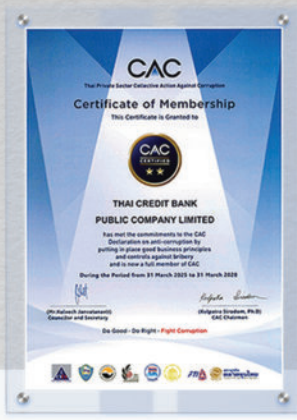 CAC
Thai Private Sector Collective Action Against Corruption
Certificate of Membership
This Certificate is Granted to
CAC
CERTIFIED
THAI CREDIT BANK
PUBLIC COMPANY LIMITED
has met the commitments to the CAC
Declaration on anti-corruption by
putting in place good business principles
and controls against bribery
and is now a full member of CAC
During the Period from 31 March 2025 to 31 March 2028
Councilor and Secretary
CAC Chairman
Do Good - Do Right - Fight Corruption